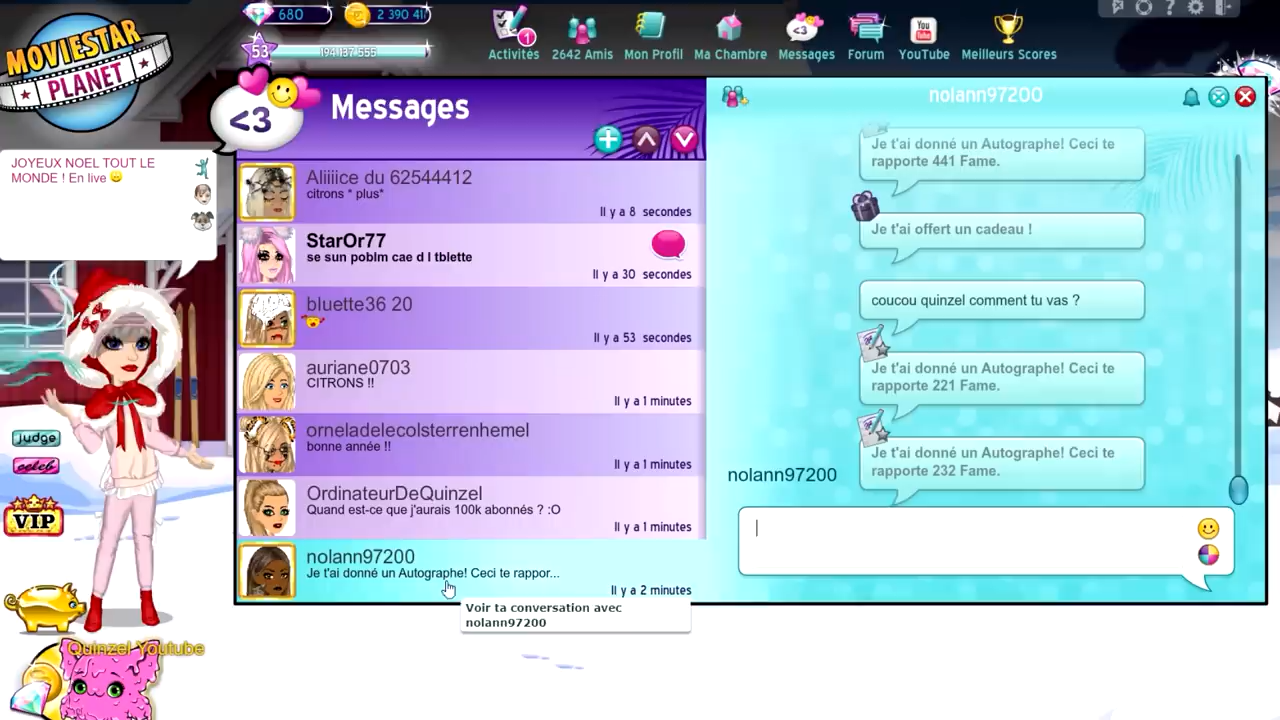 MOVIESTAR
PLANET
680
2 390 41
53
194.137.555
1
Activités
2642 Amis
Mon Profil
Ma Chambre
<3
Messages
Forum
You
Tube
YouTube
Meilleurs Scores
JOYEUX NOEL TOUT LE
MONDE ! En live
judge
celeb
VIP
Quinzel Youtube
<3
Messages
Aliiiice du 62544412
citrons * plus*
Il y a 8 secondes
StarOr77
se sun poblm cae d l tblette
Il y a 30 secondes
bluette36 20
Il y a 53 secondes
auriane0703
CITRONS !!
Il y a 1 minutes
orneladelecolsterrenhemel
bonne année !!
Il y a 1 minutes
OrdinateurDeQuinzel
Quand est-ce que j'aurais 100k abonnés ? :O
Il y a 1 minutes
nolann97200
Je t'ai donné un Autographe! Ceci te rappor...
Il y a 2 minutes
Voir ta conversation avec
nolann97200
nolann97200
Je t'ai donné un Autographe! Ceci te
rapporte 441 Fame.
Je t'ai offert un cadeau !
coucou quinzel comment tu vas ?
Je t'ai donné un Autographe! Ceci te
rapporte 221 Fame.
Je t'ai donné un Autographe! Ceci te
rapporte 232 Fame.
nolann97200